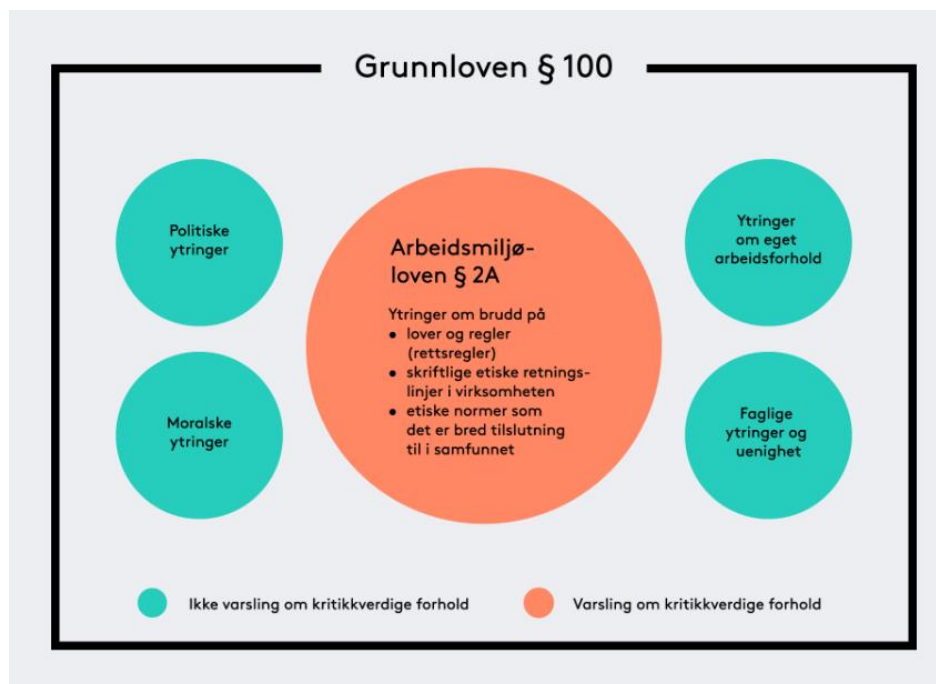 Grunnloven § 100
Politiske
ytringer
Moralske
ytringer
Arbeidsmiljø-
loven § 2A
Ytringer om brudd på
• lover og regler
(rettsregler)
• skriftlige etiske retnings-
linjer i virksomheten
• etiske normer som
det er bred tilslutning
til i samfunnet
Ytringer
om eget
arbeidsforhold
Faglige
ytringer og
uenighet
Ikke varsling om kritikkverdige forhold
Varsling om kritikkverdige forhold